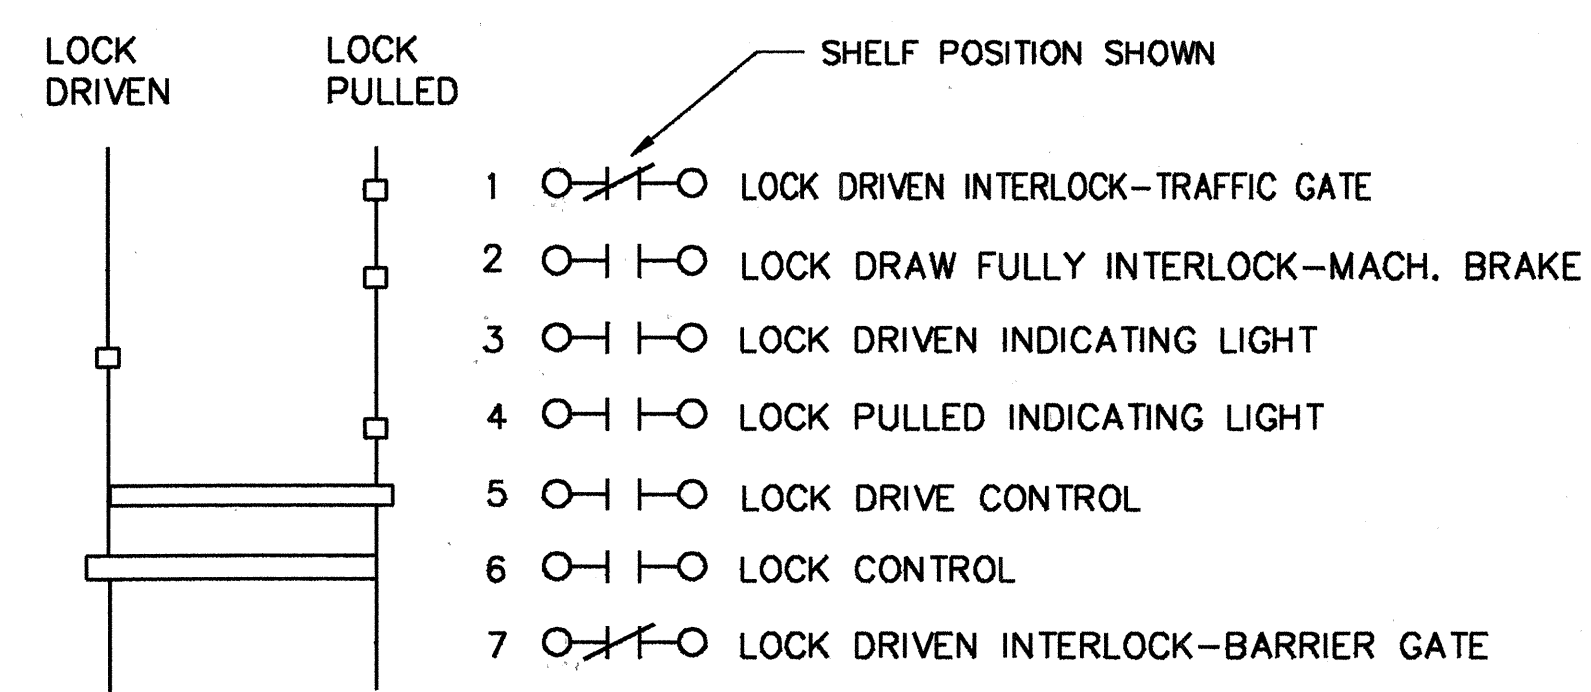 LOCK DRIVEN
LOCK PULLED
SHELF POSITION SHOWN
1 LOCK DRIVEN INTERLOCK-TRAFFIC GATE
2 LOCK DRAW FULLY INTERLOCK-MACH. BRAKE
3 LOCK DRIVEN INDICATING LIGHT
4 LOCK PULLED INDICATING LIGHT
5 LOCK DRIVE CONTROL
6 LOCK CONTROL
7 LOCK DRIVEN INTERLOCK-BARRIER GATE